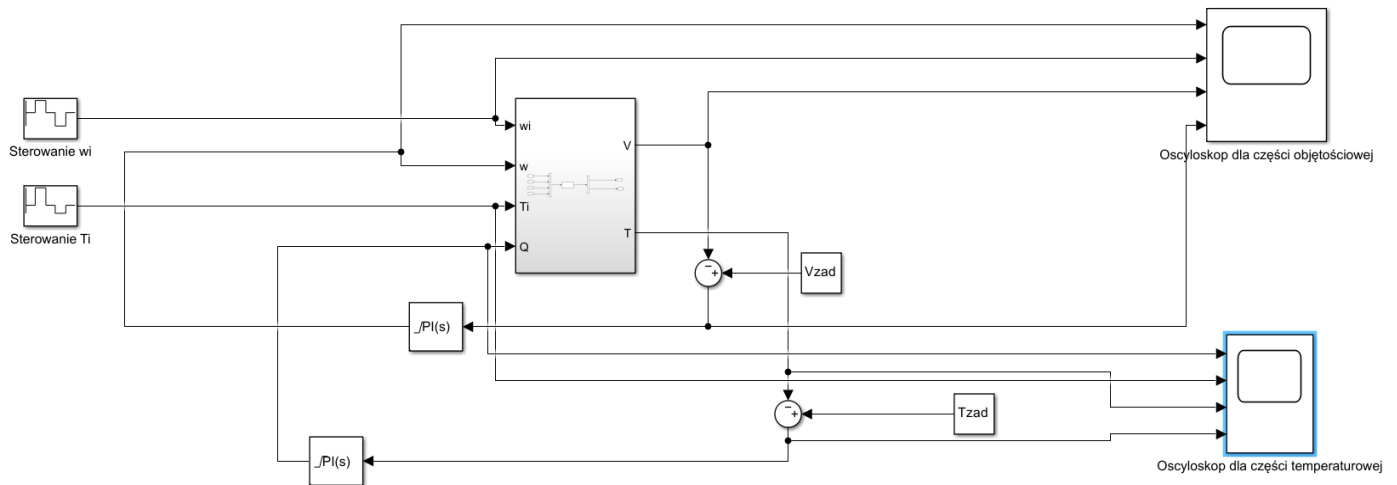 Sterowanie wi
Sterowanie Ti
wi
w
Ti
Q
V
T
Oscyloskop dla części objętościowej
Vzad
PI(s)
Tzad
PI(s)
Oscyloskop dla części temperaturowej